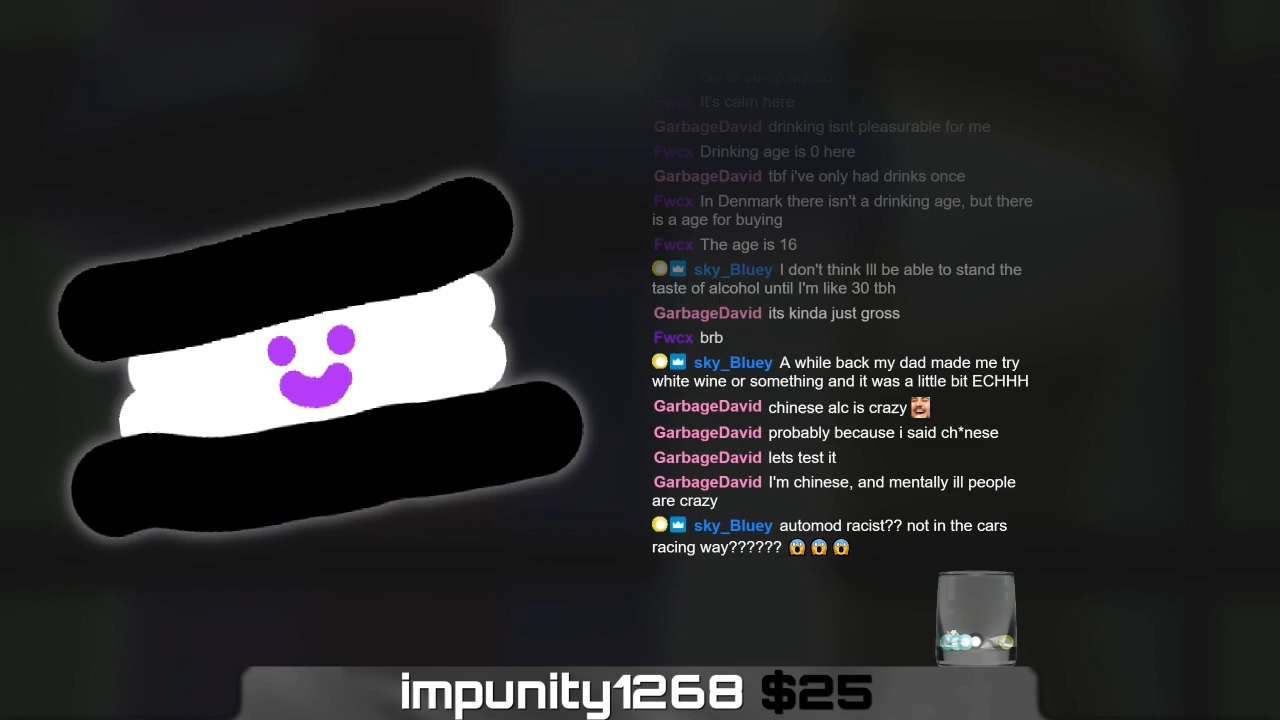 Fwcx It's calm here
GarbageDavid drinking isnt pleasurable for me
Fwcx Drinking age is 0 here
GarbageDavid tbf i've only had drinks once
Fwcx In Denmark there isn't a drinking age, but there
is a age for buying
Fwcx The age is 16
sky_Bluey I don't think Ill be able to stand the
taste of alcohol until I'm like 30 tbh
GarbageDavid its kinda just gross
Fwcx brb
sky_Bluey A while back my dad made me try
white wine or something and it was a little bit ECHHH
GarbageDavid chinese alc is crazy
GarbageDavid probably because i said ch*nese
GarbageDavid lets test it
GarbageDavid I'm chinese, and mentally ill people
are crazy
sky_Bluey automod racist?? not in the cars
racing way?????? 😱 😱 😱
impunity1268 $25